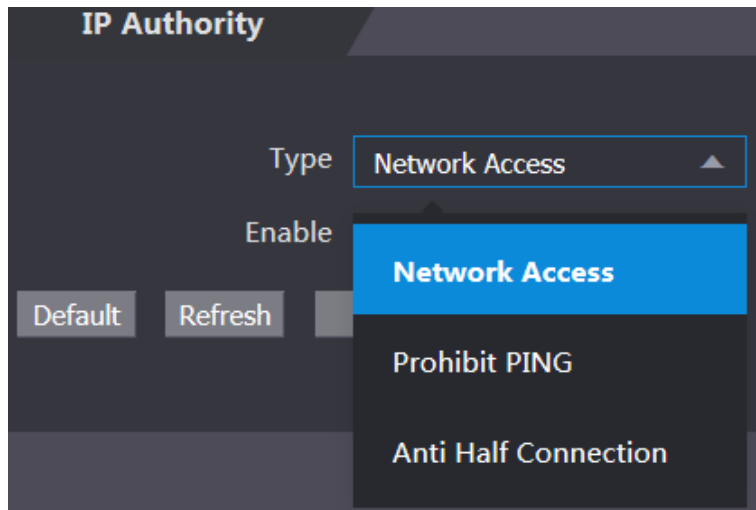 IP Authority
Type Network Access
Enable
Network Access
Default Refresh
Prohibit PING
Anti Half Connection